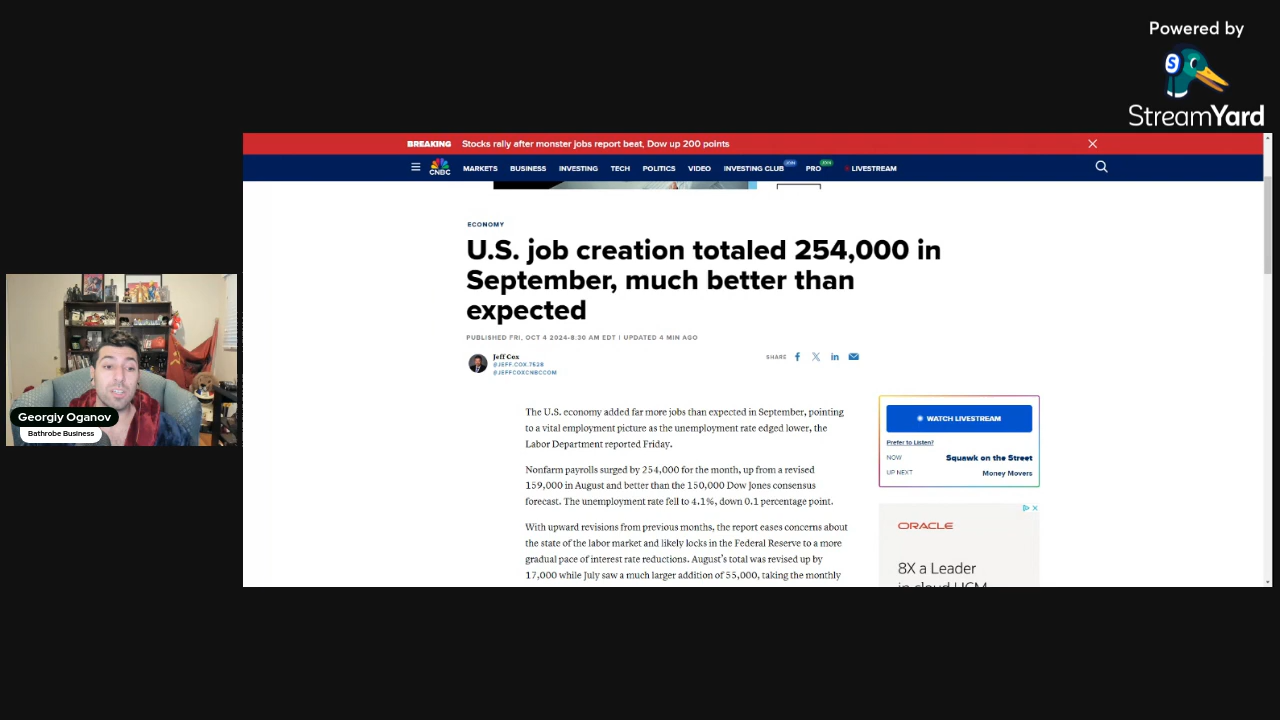 Powered by
StreamYard
BREAKING Stocks rally after monster jobs report beat, Dow up 200 points
CNBC MARKETS BUSINESS INVESTING TECH POLITICS VIDEO INVESTING CLUB JOIN PRO JOIN LIVESTREAM
ECONOMY
U.S. job creation totaled 254,000 in
September, much better than
expected
PUBLISHED FRI, OCT 4 2024 8:30 AM EDT | UPDATED 4 MIN AGO
Jeff Cox
@JEFF.COX.7528
@JEFFCOXCNBCCOM
SHARE
The U.S. economy added far more jobs than expected in September, pointing
to a vital employment picture as the unemployment rate edged lower, the
Labor Department reported Friday.
Nonfarm payrolls surged by 254,000 for the month, up from a revised
159,000 in August and better than the 150,000 Dow Jones consensus
forecast. The unemployment rate fell to 4.1%, down 0.1 percentage point.
With upward revisions from previous months, the report eases concerns about
the state of the labor market and likely locks in the Federal Reserve to a more
gradual pace of interest rate reductions. August's total was revised up by
17,000 while July saw a much larger addition of 55,000, taking the monthly
WATCH LIVESTREAM
Prefer to Listen?
NOW Squawk on the Street
UP NEXT Money Movers
ORACLE
8X a Leader
in cloud HCM
Georgiy Oganov
Bathrobe Business